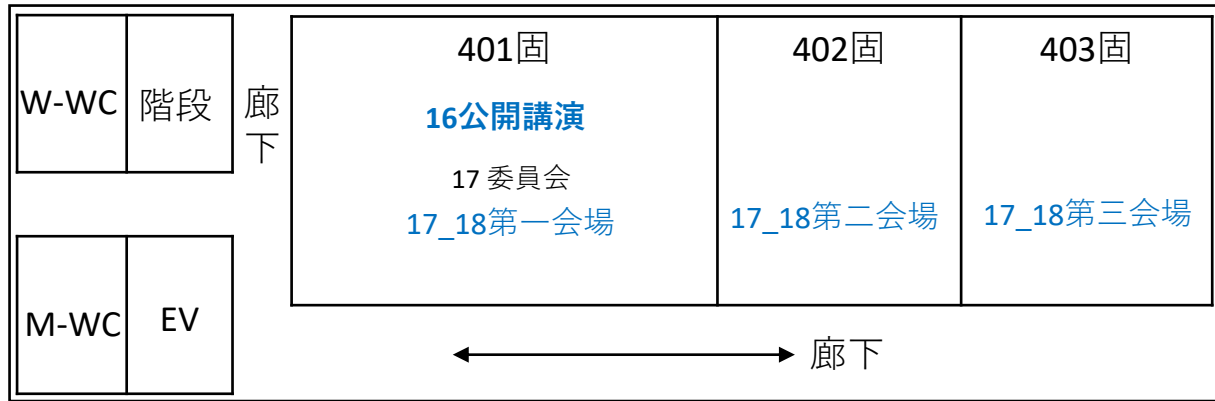 W-WC
階段
廊下
401固
16公開講演
17 委員会
17_18第一会場
402固
17_18第二会場
403固
17_18第三会場
M-WC
EV
廊下